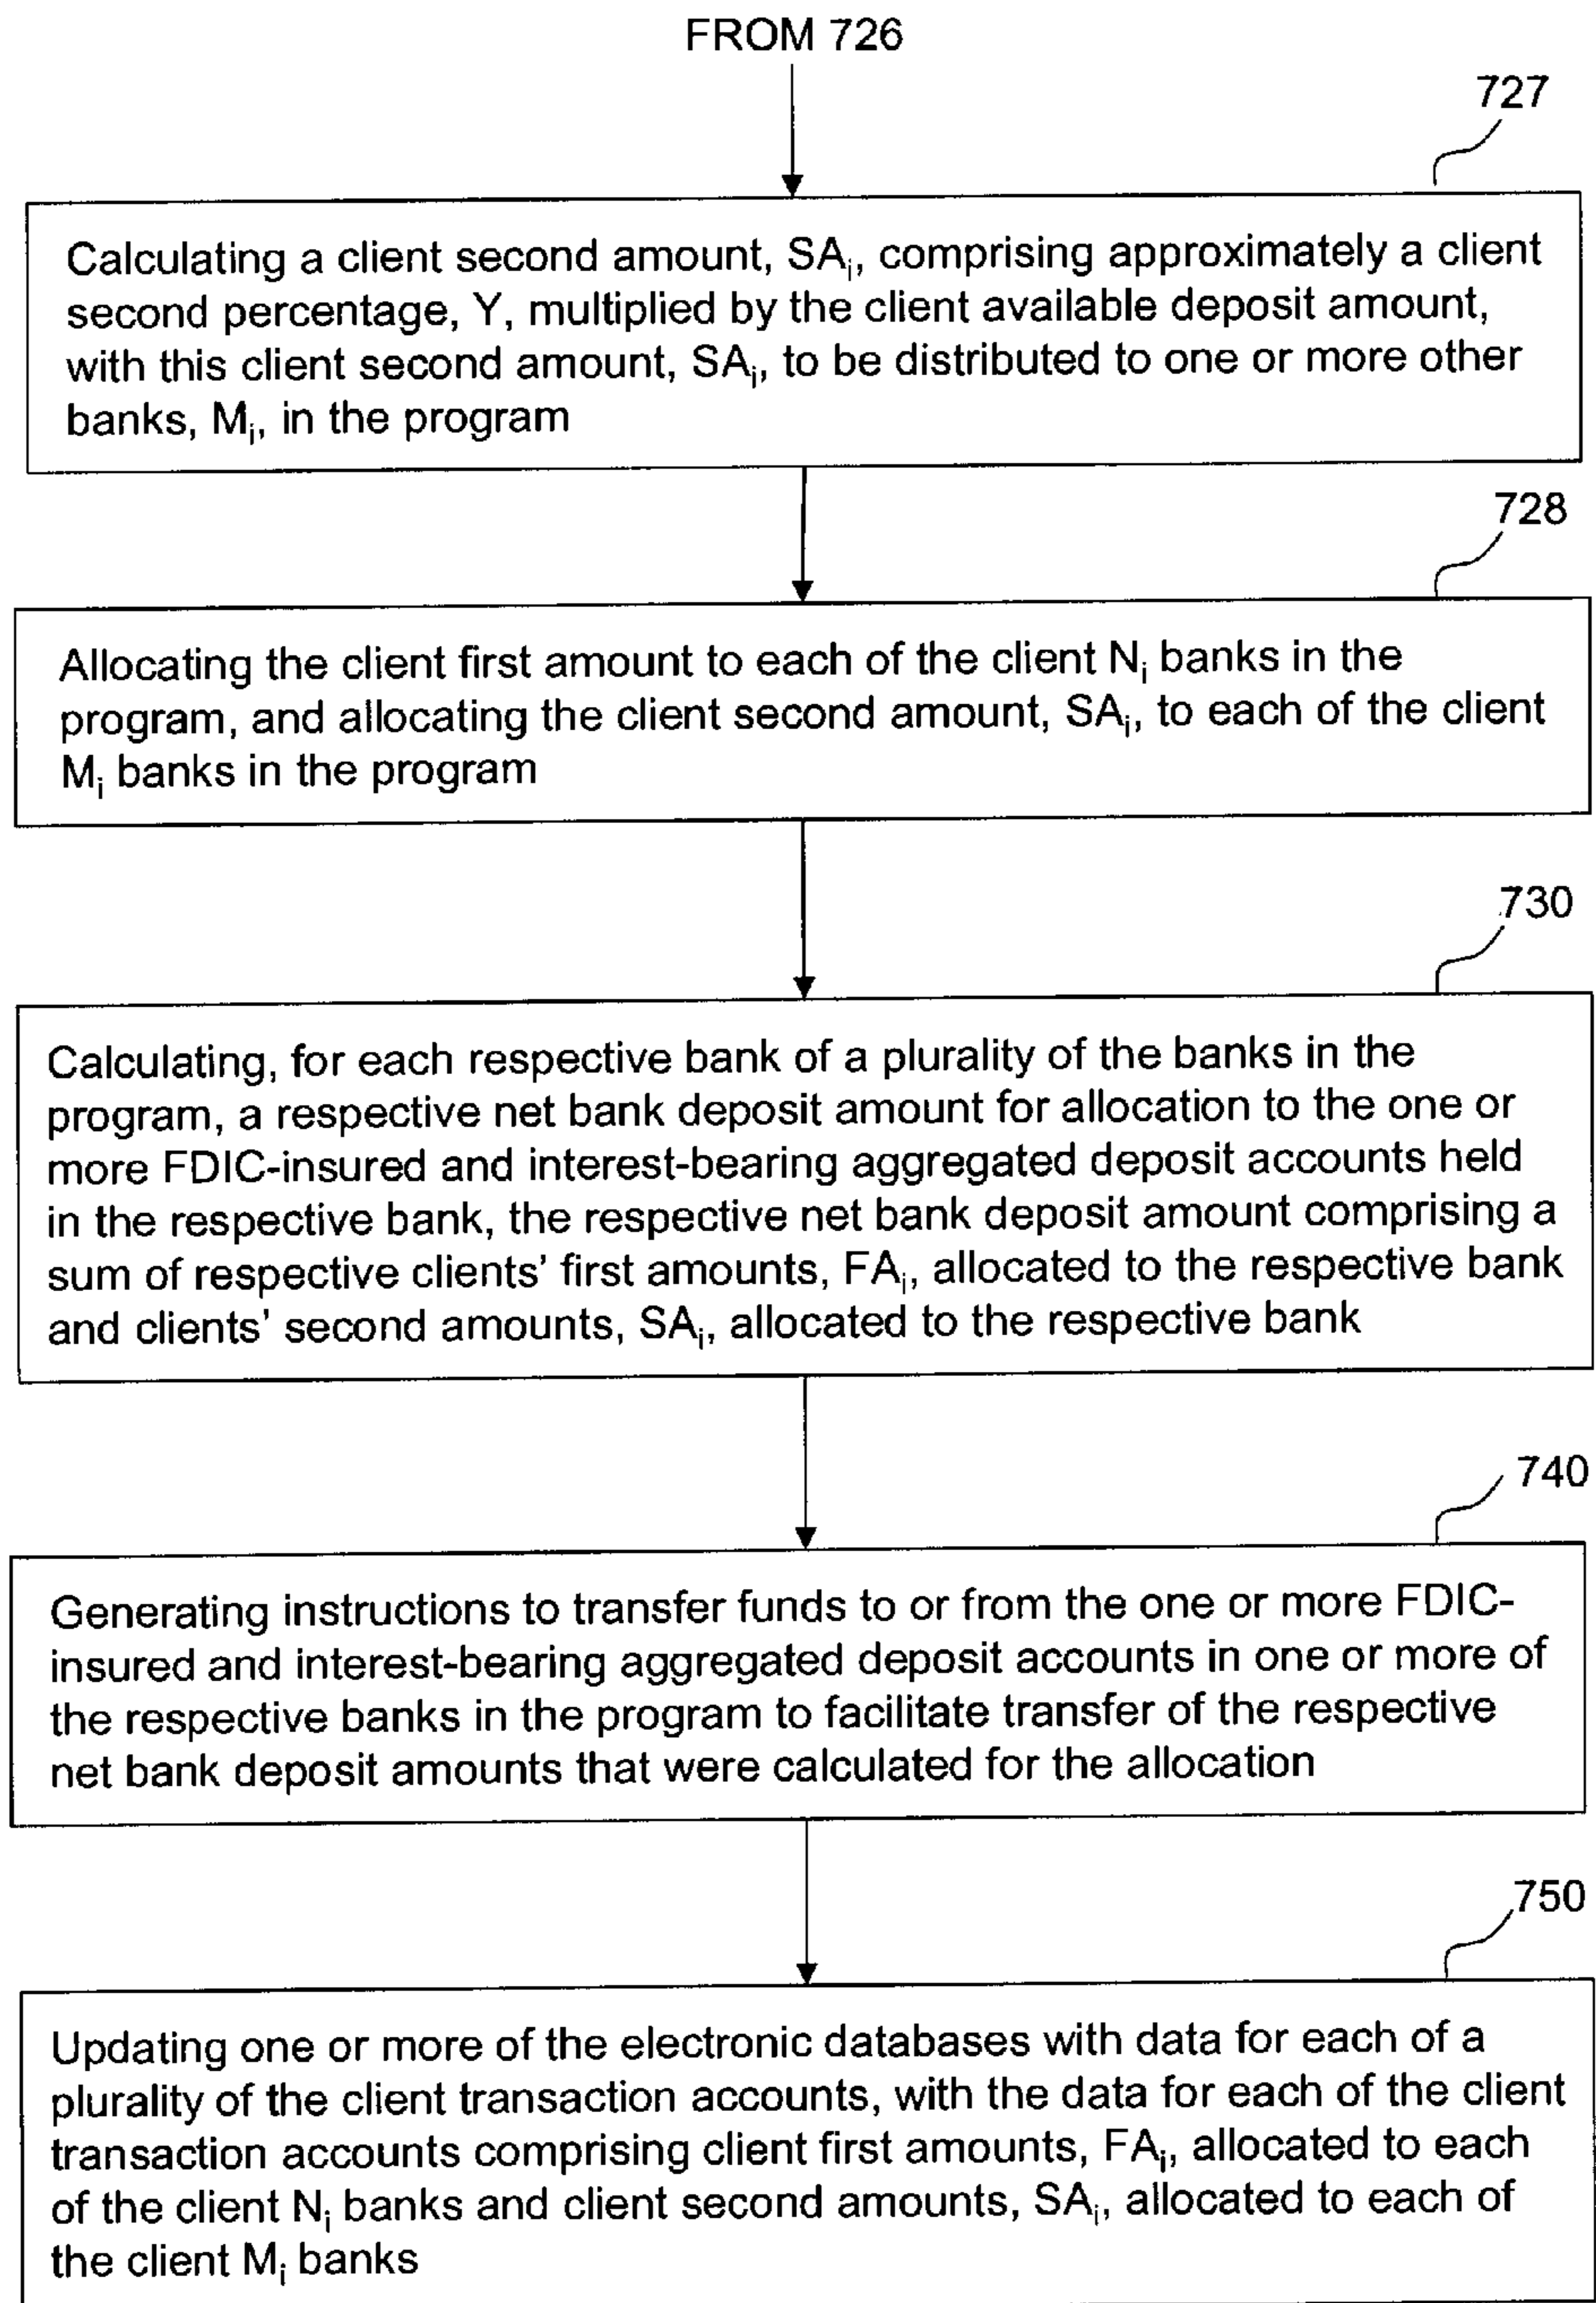 FROM 726
727
Calculating a client second amount, SAᵢ, comprising approximately a client
second percentage, Y, multiplied by the client available deposit amount,
with this client second amount, SAᵢ, to be distributed to one or more other
banks, Mᵢ, in the program
728
Allocating the client first amount to each of the client Nᵢ banks in the
program, and allocating the client second amount, SAᵢ, to each of the client
Mᵢ banks in the program
730
Calculating, for each respective bank of a plurality of the banks in the
program, a respective net bank deposit amount for allocation to the one or
more FDIC-insured and interest-bearing aggregated deposit accounts held
in the respective bank, the respective net bank deposit amount comprising a
sum of respective clients' first amounts, FAᵢ, allocated to the respective bank
and clients' second amounts, SAᵢ, allocated to the respective bank
740
Generating instructions to transfer funds to or from the one or more FDIC-
insured and interest-bearing aggregated deposit accounts in one or more of
the respective banks in the program to facilitate transfer of the respective
net bank deposit amounts that were calculated for the allocation
750
Updating one or more of the electronic databases with data for each of a
plurality of the client transaction accounts, with the data for each of the client
transaction accounts comprising client first amounts, FAᵢ, allocated to each
of the client Nᵢ banks and client second amounts, SAᵢ, allocated to each of
the client Mᵢ banks